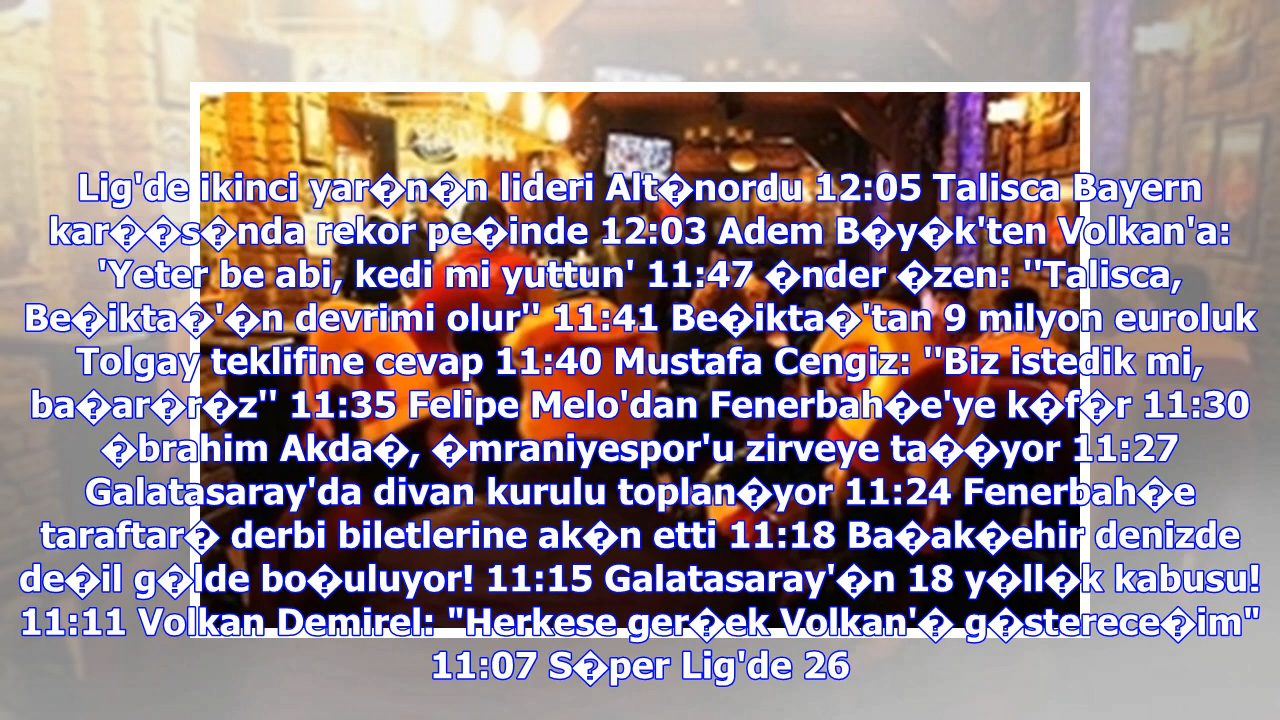 Lig'de ikinci yar�n�n lideri Alt�nordu 12:05 Talisca Bayern
kar��s�nda rekor pe�inde 12:03 Adem B�y�k'ten Volkan'a:
'Yeter be abi, kedi mi yuttun' 11:47 �nder �zen: ''Talisca,
Be�ikta�'�n devrimi olur'' 11:41 Be�ikta�'tan 9 milyon euroluk
Tolgay teklifine cevap 11:40 Mustafa Cengiz: ''Biz istedik mi,
ba�ar�r�z'' 11:35 Felipe Melo'dan Fenerbah�e'ye k�f�r 11:30
�brahim Akda�, �mraniyespor'u zirveye ta��yor 11:27
Galatasaray'da divan kurulu toplan�yor 11:24 Fenerbah�e
taraftar� derbi biletlerine ak�n etti 11:18 Ba�ak�ehir denizde
de�il g�lde bo�uluyor! 11:15 Galatasaray'�n 18 y�ll�k kabusu!
11:11 Volkan Demirel: "Herkese ger�ek Volkan'� g�sterece�im"
11:07 S�per Lig'de 26